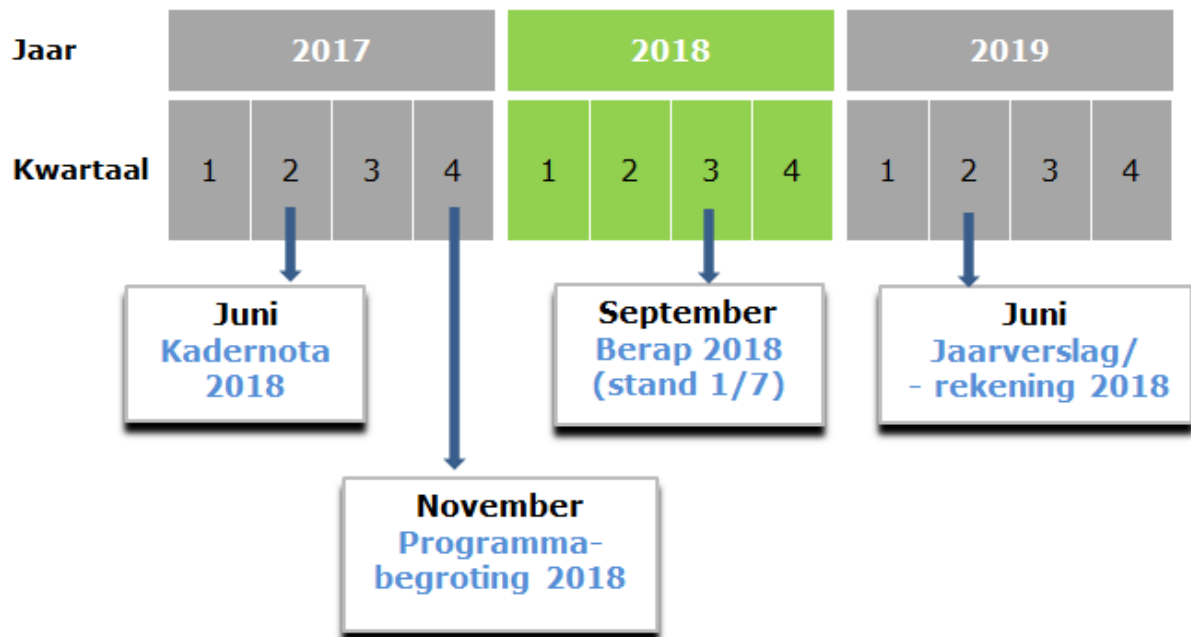 Jaar 2017 2018 2019
Kwartaal 1 2 3 4 1 2 3 4 1 2 3 4
Juni
Kadernota
2018
November
Programma-
begroting 2018
September
Berap 2018
(stand 1/7)
Juni
Jaarverslag/
- rekening 2018